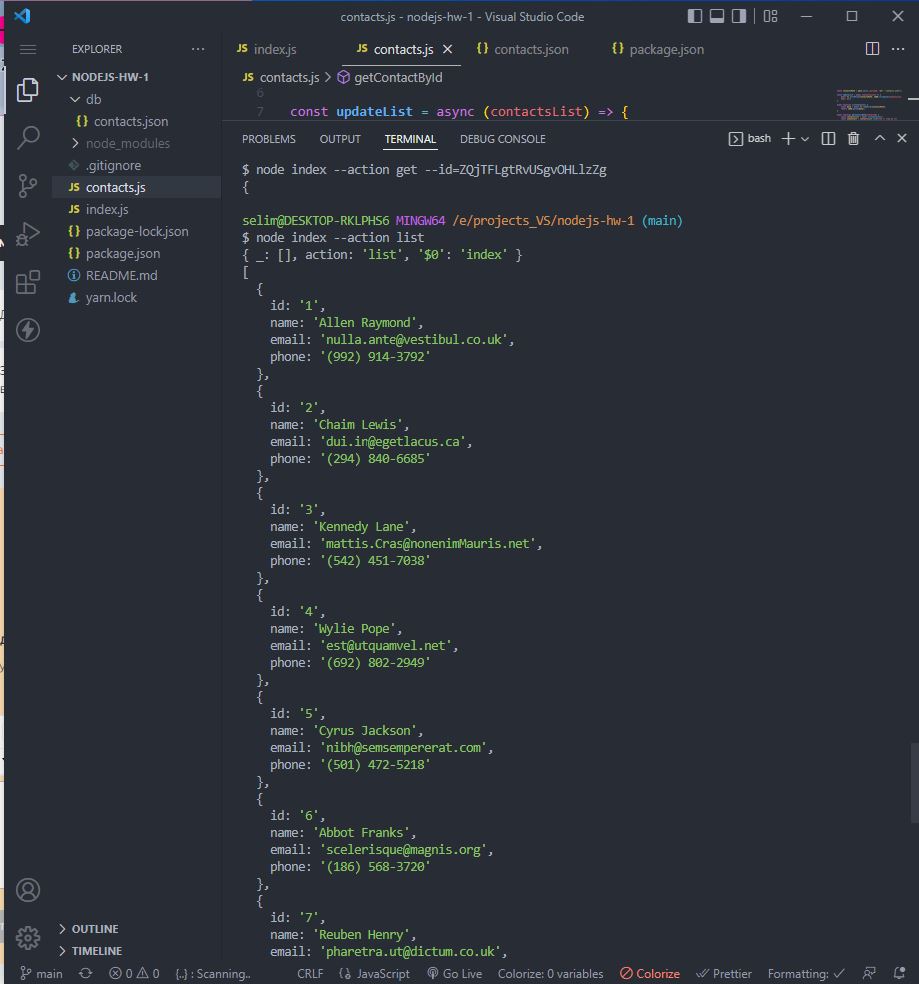 contacts.js - nodejs-hw-1 - Visual Studio Code
EXPLORER
NODEJS-HW-1
db
{} contacts.json
node_modules
.gitignore
JS contacts.js
JS index.js
{} package-lock.json
{} package.json
README.md
yarn.lock
OUTLINE
TIMELINE
JS index.js
JS contacts.js
{} contacts.json
{} package.json
JS contacts.js > getContactById
6
7 const updateList = async (contactsList) => {
PROBLEMS OUTPUT TERMINAL DEBUG CONSOLE
bash
$ node index --action get --id=ZQjTFLgtRvUSgvOHLlzZg
{
selim@DESKTOP-RKLPHS6 MINGW64 /e/projects_VS/nodejs-hw-1 (main)
$ node index --action list
{ _: [], action: 'list', '$0': 'index' }
[
{
id: '1',
name: 'Allen Raymond',
email: 'nulla.ante@vestibul.co.uk',
phone: '(992) 914-3792'
},
{
id: '2',
name: 'Chaim Lewis',
email: 'dui.in@egetlacus.ca',
phone: '(294) 840-6685'
},
{
id: '3',
name: 'Kennedy Lane',
email: 'mattis.Cras@nonenimMauris.net',
phone: '(542) 451-7038'
},
{
id: '4',
name: 'Wylie Pope',
email: 'est@utquamvel.net',
phone: '(692) 802-2949'
},
{
id: '5',
name: 'Cyrus Jackson',
email: 'nibh@semsempererat.com',
phone: '(501) 472-5218'
},
{
id: '6',
name: 'Abbot Franks',
email: 'scelerisque@magnis.org',
phone: '(186) 568-3720'
},
{
id: '7',
name: 'Reuben Henry',
email: 'pharetra.ut@dictum.co.uk',
main 0 0 {..} : Scanning.. CRLF {} JavaScript Go Live Colorize: 0 variables Colorize Prettier Formatting: ✓